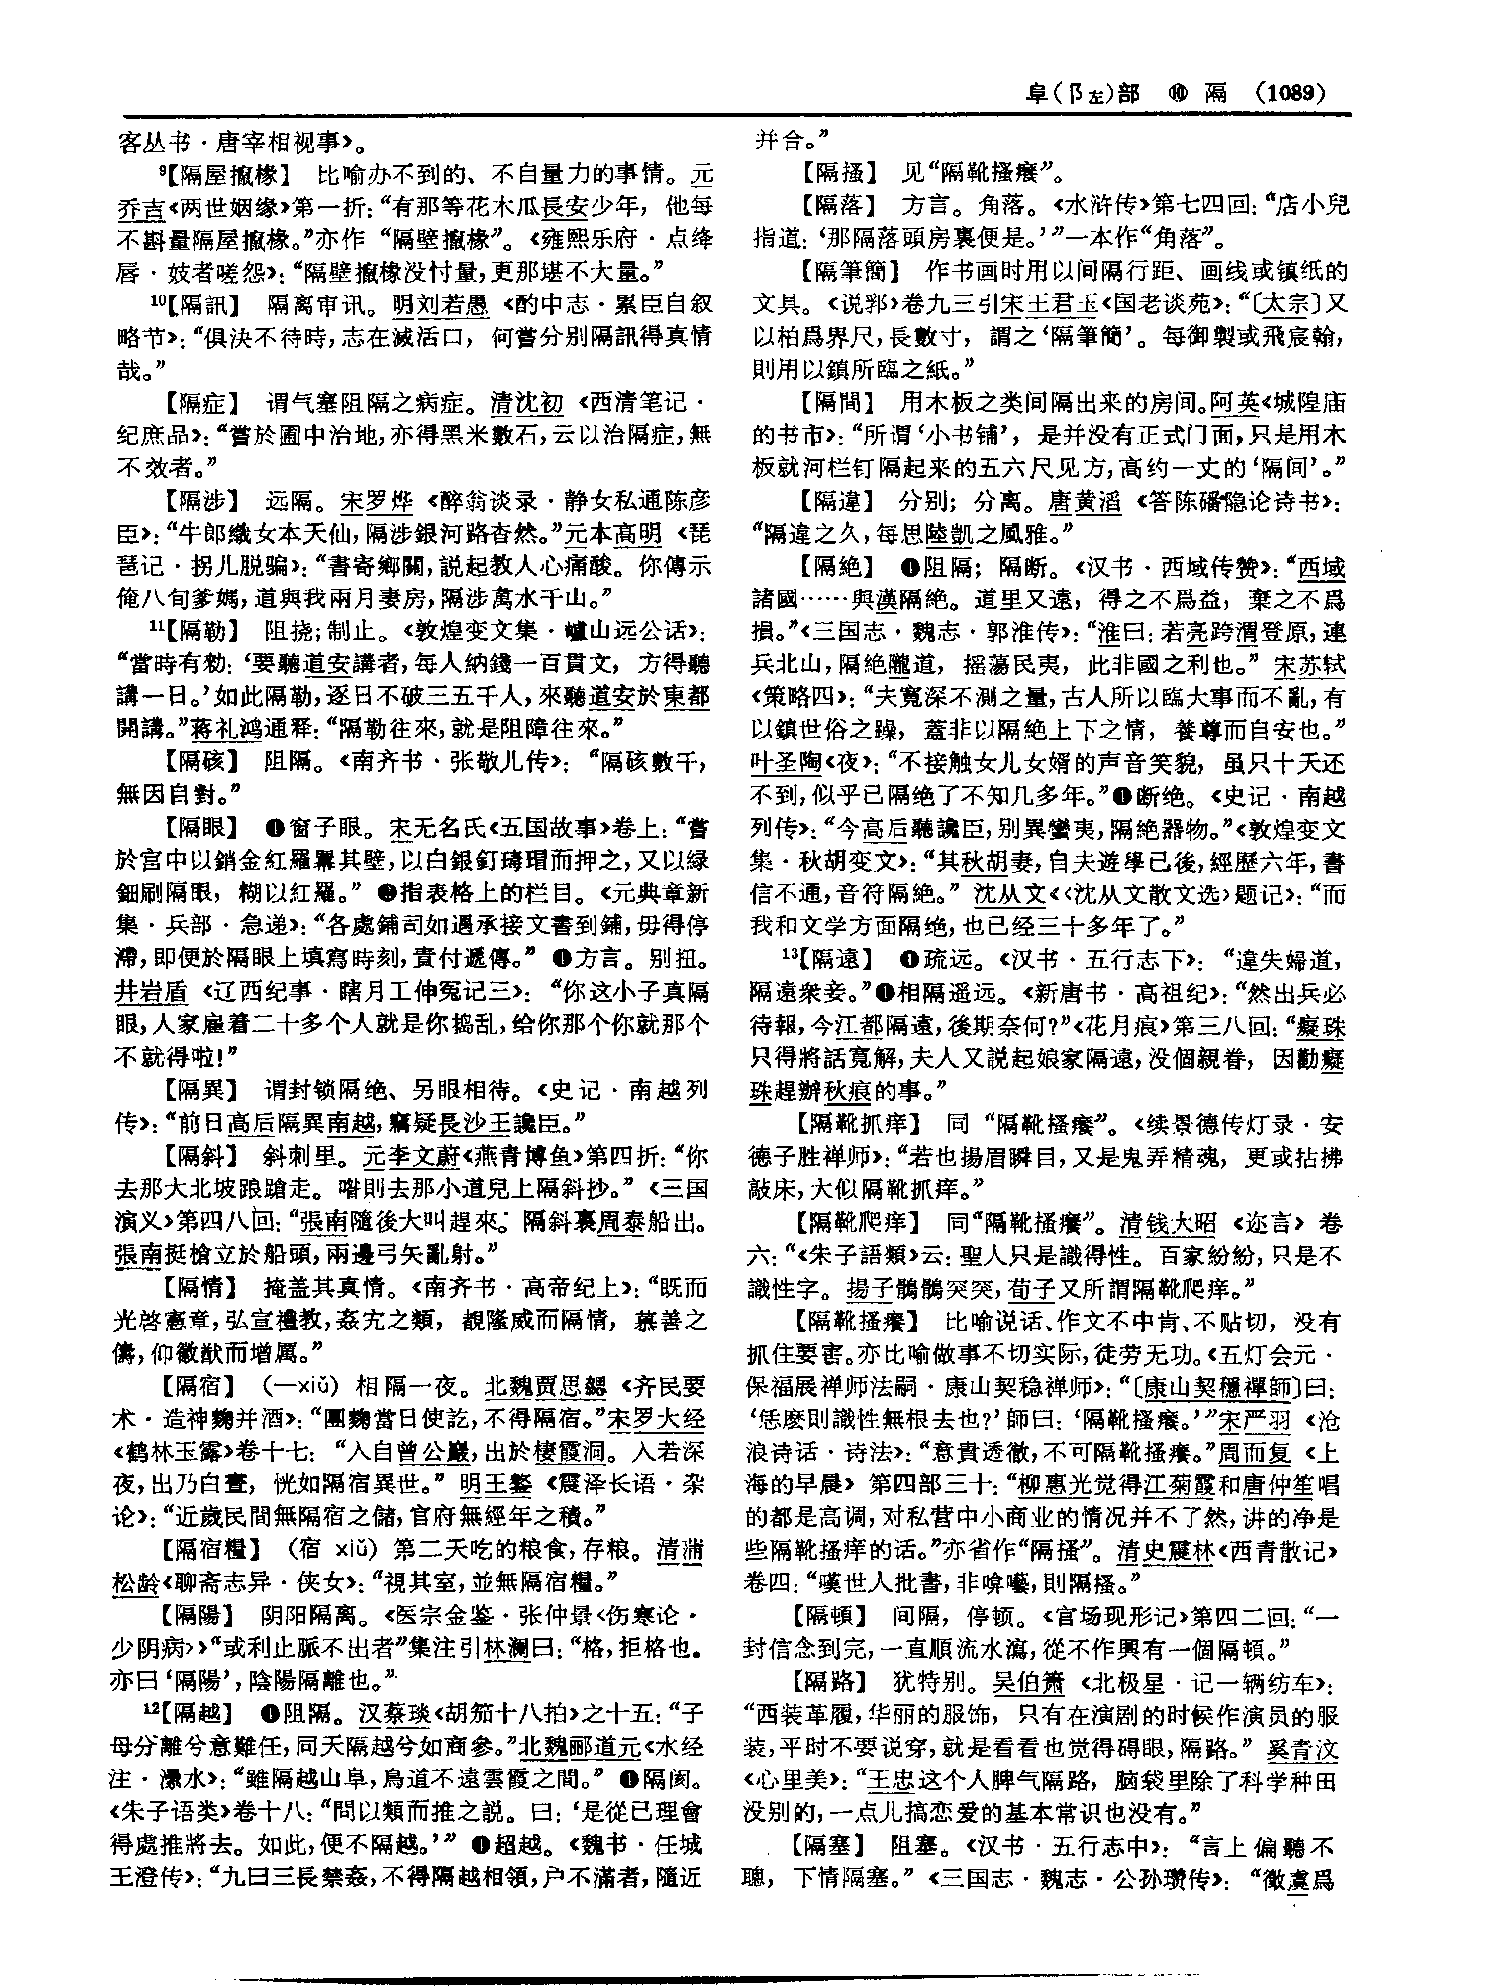 阜(阝左)部 ⑩ 隔 (1089)
客丛书·唐宰相视事》。
⁹【隔屋攛椽】 比喻办不到的、不自量力的事情。元
乔吉《两世姻缘》第一折:“有那等花木瓜長安少年，他每
不斟量隔屋攛椽。”亦作“隔壁攛椽”。《雍熙乐府·点绛
唇·妓者嗟怨》:“隔壁攛椽没忖量,更那堪不大量。”
¹⁰【隔訊】 隔离审讯。明刘若愚《酌中志·累臣自叙
略节》:“俱決不待時,志在滅活口，何嘗分别隔訊得真情
哉。”
【隔症】 谓气塞阻隔之病症。清沈初《西清笔记·
纪庶品》:“嘗於圃中治地,亦得黑米數石,云以治隔症,無
不效者。”
【隔涉】 远隔。宋罗烨《醉翁谈录·静女私通陈彦
臣》:“牛郎織女本天仙,隔涉銀河路杳然。”元本高明《琵
琶记·拐儿脱骗》:“書寄鄉關,説起教人心痛酸。你傳示
俺八旬爹媽,道與我兩月妻房,隔涉萬水千山。”
¹¹【隔勒】 阻挠;制止。《敦煌变文集·廬山远公话》:
“當時有勑:‘要聽道安講者,每人納錢一百貫文，方得聽
講一日。’如此隔勒,逐日不破三五千人,來聽道安於東都
開講。”蒋礼鸿通释:“隔勒往來,就是阻障往來。”
【隔硋】 阻隔。《南齐书·张敬儿传》:“隔硋數千,
無因自對。”
【隔眼】 ❶窗子眼。宋无名氏《五国故事》卷上:“嘗
於宫中以銷金紅羅羃其壁,以白銀釘瑇瑁而押之,又以緑
鈿刷隔眼，糊以紅羅。”❷指表格上的栏目。《元典章新
集·兵部·急递》:“各處鋪司如遇承接文書到鋪,毋得停
滯,即便於隔眼上填寫時刻,責付遞傳。”❸方言。别扭。
井岩盾《辽西纪事·瞎月工伸冤记三》:“你这小子真隔
眼,人家雇着二十多个人就是你捣乱,给你那个你就那个
不就得啦!”
【隔異】 谓封锁隔绝、另眼相待。《史记·南越列
传》:“前日高后隔異南越,竊疑長沙王讒臣。”
【隔斜】 斜刺里。元李文蔚《燕青博鱼》第四折:“你
去那大北坡踉蹌走。喒則去那小道兒上隔斜抄。”《三国
演义》第四八回:“張南隨後大叫趕來。隔斜裏周泰船出。
張南挺槍立於船頭,兩邊弓矢亂射。”
【隔情】 掩盖其真情。《南齐书·高帝纪上》:“既而
光啓憲章,弘宣禮教,姦宄之類，覩隆威而隔情，慕善之
儔,仰徽猷而增厲。”
【隔宿】 (—xiǔ) 相隔一夜。北魏贾思勰《齐民要
术·造神麴并酒》:“團麴當日使訖,不得隔宿。”宋罗大经
《鹤林玉露》卷十七:“入自曾公巖,出於棲霞洞。入若深
夜,出乃白晝，恍如隔宿異世。”明王鏊《震泽长语·杂
论》:“近歲民間無隔宿之儲,官府無經年之積。”
【隔宿糧】 (宿 xiǔ) 第二天吃的粮食,存粮。清蒲
松龄《聊斋志异·侠女》:“視其室,並無隔宿糧。”
【隔陽】 阴阳隔离。《医宗金鉴·张仲景〈伤寒论·
少阴病〉》“或利止脈不出者”集注引林瀾曰:“格,拒格也。
亦曰‘隔陽’,陰陽隔離也。”
¹²【隔越】 ❶阻隔。汉蔡琰《胡笳十八拍》之十五:“子
母分離兮意難任,同天隔越兮如商參。”北魏郦道元《水经
注·㶟水》:“雖隔越山阜,鳥道不遠雲霞之間。”❷隔阂。
《朱子语类》卷十八:“問以類而推之説。曰:‘是從已理會
得處推將去。如此,便不隔越。’”❸超越。《魏书·任城
王澄传》:“九曰三長禁姦,不得隔越相領,户不滿者,隨近
并合。”
【隔搔】 见“隔靴搔癢”。
【隔落】 方言。角落。《水浒传》第七四回:“店小兒
指道:‘那隔落頭房裏便是。’”一本作“角落”。
【隔筆簡】 作书画时用以间隔行距、画线或镇纸的
文具。《说郛》卷九三引宋王君玉《国老谈苑》:“〔太宗〕又
以柏爲界尺,長數寸，謂之‘隔筆簡’。每御製或飛宸翰,
則用以鎮所臨之紙。”
【隔間】 用木板之类间隔出来的房间。阿英《城隍庙
的书市》:“所谓‘小书铺’，是并没有正式门面,只是用木
板就河栏钉隔起来的五六尺见方,高约一丈的‘隔间’。”
【隔違】 分别；分离。唐黄滔《答陈磻隐论诗书》:
“隔違之久,每思陸凱之風雅。”
【隔絶】 ❶阻隔；隔断。《汉书·西域传赞》:“西域
諸國……與漢隔絶。道里又遠，得之不爲益，棄之不爲
損。”《三国志·魏志·郭淮传》:“淮曰:若亮跨渭登原,連
兵北山,隔絶隴道，摇蕩民夷，此非國之利也。”宋苏轼
《策略四》:“夫寬深不測之量,古人所以臨大事而不亂,有
以鎮世俗之躁，蓋非以隔絶上下之情，養尊而自安也。”
叶圣陶《夜》:“不接触女儿女婿的声音笑貌，虽只十天还
不到,似乎已隔绝了不知几多年。”❷断绝。《史记·南越
列传》:“今高后聽讒臣,别異蠻夷,隔絶器物。”《敦煌变文
集·秋胡变文》:“其秋胡妻,自夫遊學已後,經歷六年,書
信不通,音符隔絶。”沈从文《〈沈从文散文选〉题记》:“而
我和文学方面隔绝,也已经三十多年了。”
¹³【隔遠】 ❶疏远。《汉书·五行志下》:“違失婦道,
隔遠衆妾。”❷相隔遥远。《新唐书·高祖纪》:“然出兵必
待報,今江都隔遠,後期奈何?”《花月痕》第三八回:“癡珠
只得將話寬解,夫人又説起娘家隔遠,没個親眷，因勸癡
珠趕辦秋痕的事。”
【隔靴抓痒】 同“隔靴搔癢”。《续景德传灯录·安
德子胜禅师》:“若也揚眉瞬目,又是鬼弄精魂，更或拈拂
敲床,大似隔靴抓痒。”
【隔靴爬痒】 同“隔靴搔癢”。清钱大昭《迩言》卷
六:“《朱子語類》云:聖人只是識得性。百家紛紛,只是不
識性字。揚子鶻鶻突突,荀子又所謂隔靴爬痒。”
【隔靴搔癢】 比喻说话、作文不中肯、不贴切，没有
抓住要害。亦比喻做事不切实际,徒劳无功。《五灯会元·
保福展禅师法嗣·康山契稳禅师》:“〔康山契穩禪師〕曰:
‘恁麽則識性無根去也?’師曰:‘隔靴搔癢。’”宋严羽《沧
浪诗话·诗法》:“意貴透徹,不可隔靴搔癢。”周而复《上
海的早晨》第四部三十:“柳惠光觉得江菊霞和唐仲笙唱
的都是高调,对私营中小商业的情况并不了然,讲的净是
些隔靴搔痒的话。”亦省作“隔搔”。清史震林《西青散记》
卷四:“嘆世人批書,非啽囈,則隔搔。”
【隔頓】 间隔，停顿。《官场现形记》第四二回:“一
封信念到完,一直順流水瀉,從不作興有一個隔頓。”
【隔路】 犹特别。吴伯箫《北极星·记一辆纺车》:
“西装革履,华丽的服饰，只有在演剧的时候作演员的服
装,平时不要说穿,就是看看也觉得碍眼,隔路。”奚青汶
《心里美》:“王忠这个人脾气隔路，脑袋里除了科学种田
没别的,一点儿搞恋爱的基本常识也没有。”
【隔塞】 阻塞。《汉书·五行志中》:“言上偏聽不
聰，下情隔塞。”《三国志·魏志·公孙瓒传》:“徵虞爲